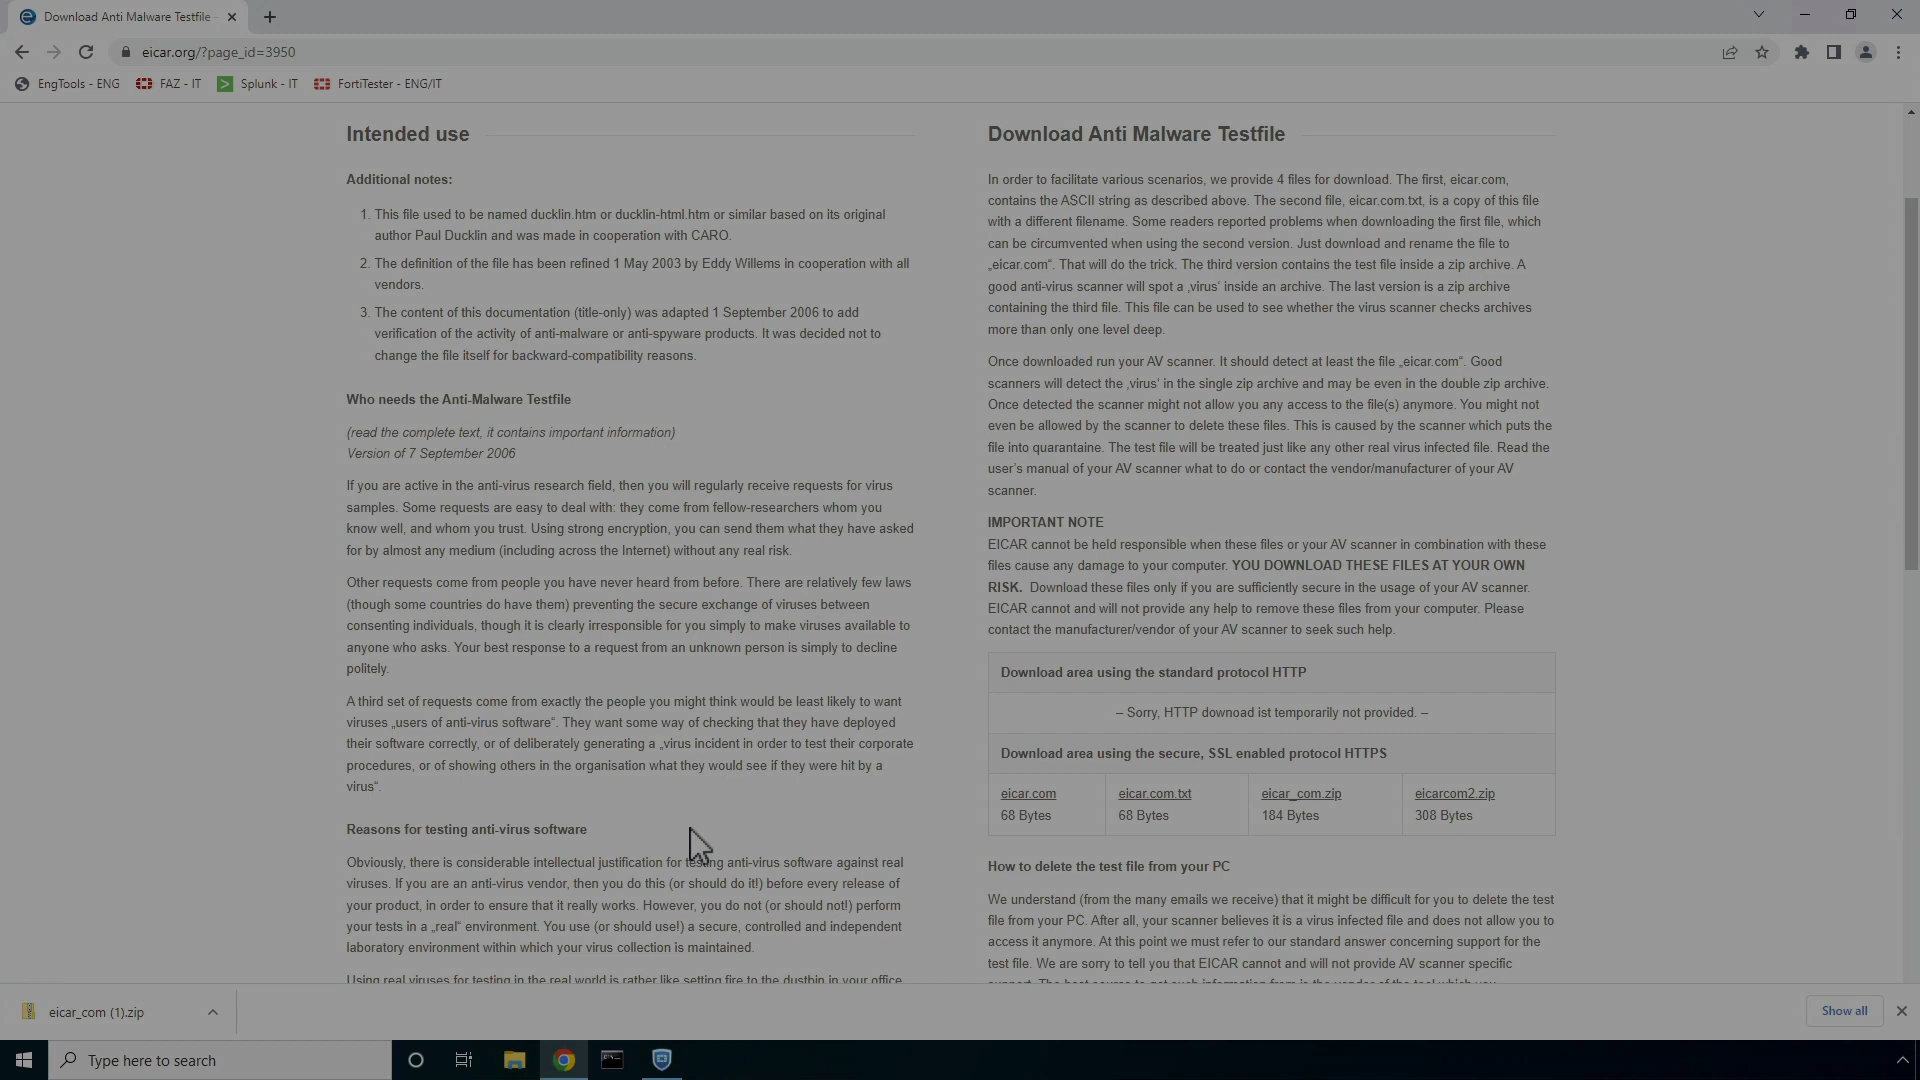 Download Anti Malware Testfile -
eicar.org/?page_id=3950
EngTools - ENG
FAZ - IT
Splunk - IT
FortiTester - ENG/IT
Intended use
Additional notes:
1. This file used to be named ducklin.htm or ducklin-html.htm or similar based on its original
author Paul Ducklin and was made in cooperation with CARO.
2. The definition of the file has been refined 1 May 2003 by Eddy Willems in cooperation with all
vendors.
3. The content of this documentation (title-only) was adapted 1 September 2006 to add
verification of the activity of anti-malware or anti-spyware products. It was decided not to
change the file itself for backward-compatibility reasons.
Who needs the Anti-Malware Testfile
(read the complete text, it contains important information)
Version of 7 September 2006
If you are active in the anti-virus research field, then you will regularly receive requests for virus
samples. Some requests are easy to deal with: they come from fellow-researchers whom you
know well, and whom you trust. Using strong encryption, you can send them what they have asked
for by almost any medium (including across the Internet) without any real risk.
Other requests come from people you have never heard from before. There are relatively few laws
(though some countries do have them) preventing the secure exchange of viruses between
consenting individuals, though it is clearly irresponsible for you simply to make viruses available to
anyone who asks. Your best response to a request from an unknown person is simply to decline
politely.
A third set of requests come from exactly the people you might think would be least likely to want
viruses „users of anti-virus software“. They want some way of checking that they have deployed
their software correctly, or of deliberately generating a „virus incident in order to test their corporate
procedures, or of showing others in the organisation what they would see if they were hit by a
virus“.
Reasons for testing anti-virus software
Obviously, there is considerable intellectual justification for testing anti-virus software against real
viruses. If you are an anti-virus vendor, then you do this (or should do it!) before every release of
your product, in order to ensure that it really works. However, you do not (or should not!) perform
your tests in a „real“ environment. You use (or should use!) a secure, controlled and independent
laboratory environment within which your virus collection is maintained.
Using real viruses for testing in the real world is rather like setting fire to the dustbin in your office
Download Anti Malware Testfile
In order to facilitate various scenarios, we provide 4 files for download. The first, eicar.com,
contains the ASCII string as described above. The second file, eicar.com.txt, is a copy of this file
with a different filename. Some readers reported problems when downloading the first file, which
can be circumvented when using the second version. Just download and rename the file to
„eicar.com“. That will do the trick. The third version contains the test file inside a zip archive. A
good anti-virus scanner will spot a ‚virus‘ inside an archive. The last version is a zip archive
containing the third file. This file can be used to see whether the virus scanner checks archives
more than only one level deep.
Once downloaded run your AV scanner. It should detect at least the file „eicar.com“. Good
scanners will detect the ‚virus‘ in the single zip archive and may be even in the double zip archive.
Once detected the scanner might not allow you any access to the file(s) anymore. You might not
even be allowed by the scanner to delete these files. This is caused by the scanner which puts the
file into quarantaine. The test file will be treated just like any other real virus infected file. Read the
user’s manual of your AV scanner what to do or contact the vendor/manufacturer of your AV
scanner.
IMPORTANT NOTE
EICAR cannot be held responsible when these files or your AV scanner in combination with these
files cause any damage to your computer. YOU DOWNLOAD THESE FILES AT YOUR OWN
RISK. Download these files only if you are sufficiently secure in the usage of your AV scanner.
EICAR cannot and will not provide any help to remove these files from your computer. Please
contact the manufacturer/vendor of your AV scanner to seek such help.
Download area using the standard protocol HTTP
– Sorry, HTTP downoad ist temporarily not provided. –
Download area using the secure, SSL enabled protocol HTTPS
eicar.com
68 Bytes
eicar.com.txt
68 Bytes
eicar_com.zip
184 Bytes
eicarcom2.zip
308 Bytes
How to delete the test file from your PC
We understand (from the many emails we receive) that it might be difficult for you to delete the test
file from your PC. After all, your scanner believes it is a virus infected file and does not allow you to
access it anymore. At this point we must refer to our standard answer concerning support for the
test file. We are sorry to tell you that EICAR cannot and will not provide AV scanner specific
support. The best source to get such information from is the vendor of the tool which you
eicar_com (1).zip
Show all
Type here to search